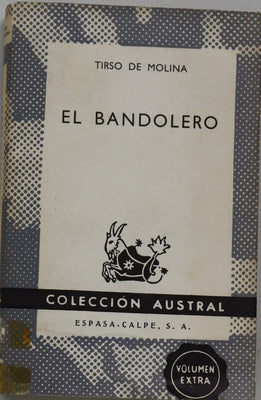 TIRSO DE MOLINA
EL BANDOLERO
COLECCIÓN AUSTRAL
ESPASA-CALPE, S. A.
VOLUMEN
EXTRA